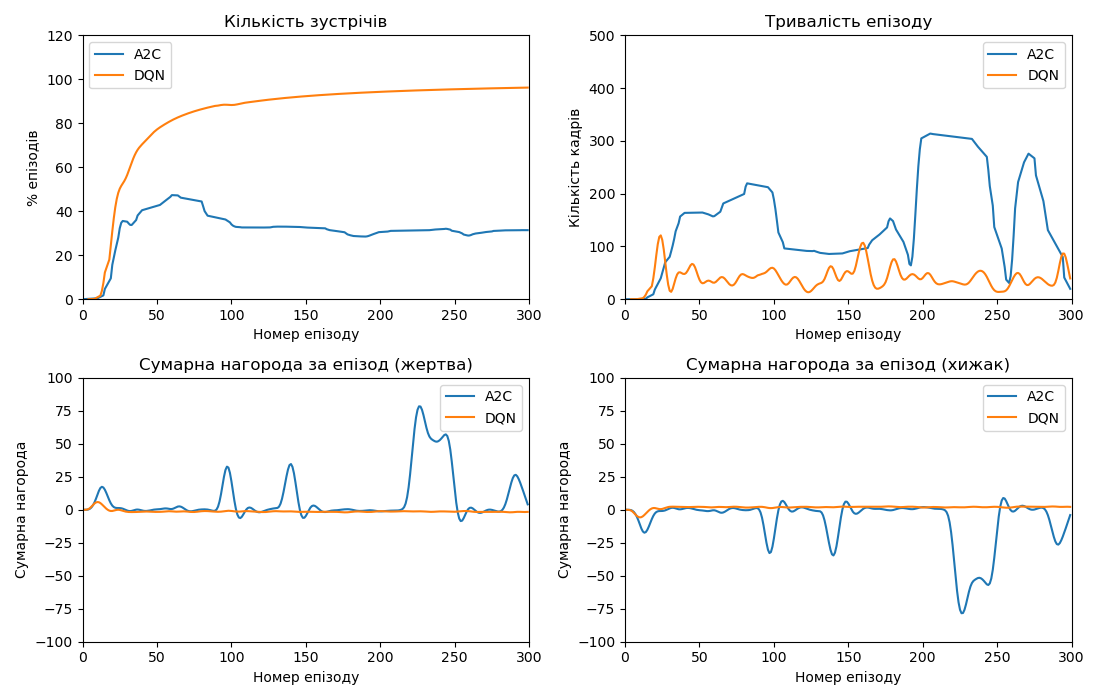 Кількість зустрічів
120
100
80
60
40
20
0
% епізодів
A2C
DQN
0 50 100 150 200 250 300
Номер епізоду
Тривалість епізоду
500
400
300
200
100
0
Кількість кадрів
A2C
DQN
0 50 100 150 200 250 300
Номер епізоду
Сумарна нагорода за епізод (жертва)
100
75
50
25
0
−25
−50
−75
−100
Сумарна нагорода
A2C
DQN
0 50 100 150 200 250 300
Номер епізоду
Сумарна нагорода за епізод (хижак)
100
75
50
25
0
−25
−50
−75
−100
Сумарна нагорода
A2C
DQN
0 50 100 150 200 250 300
Номер епізоду